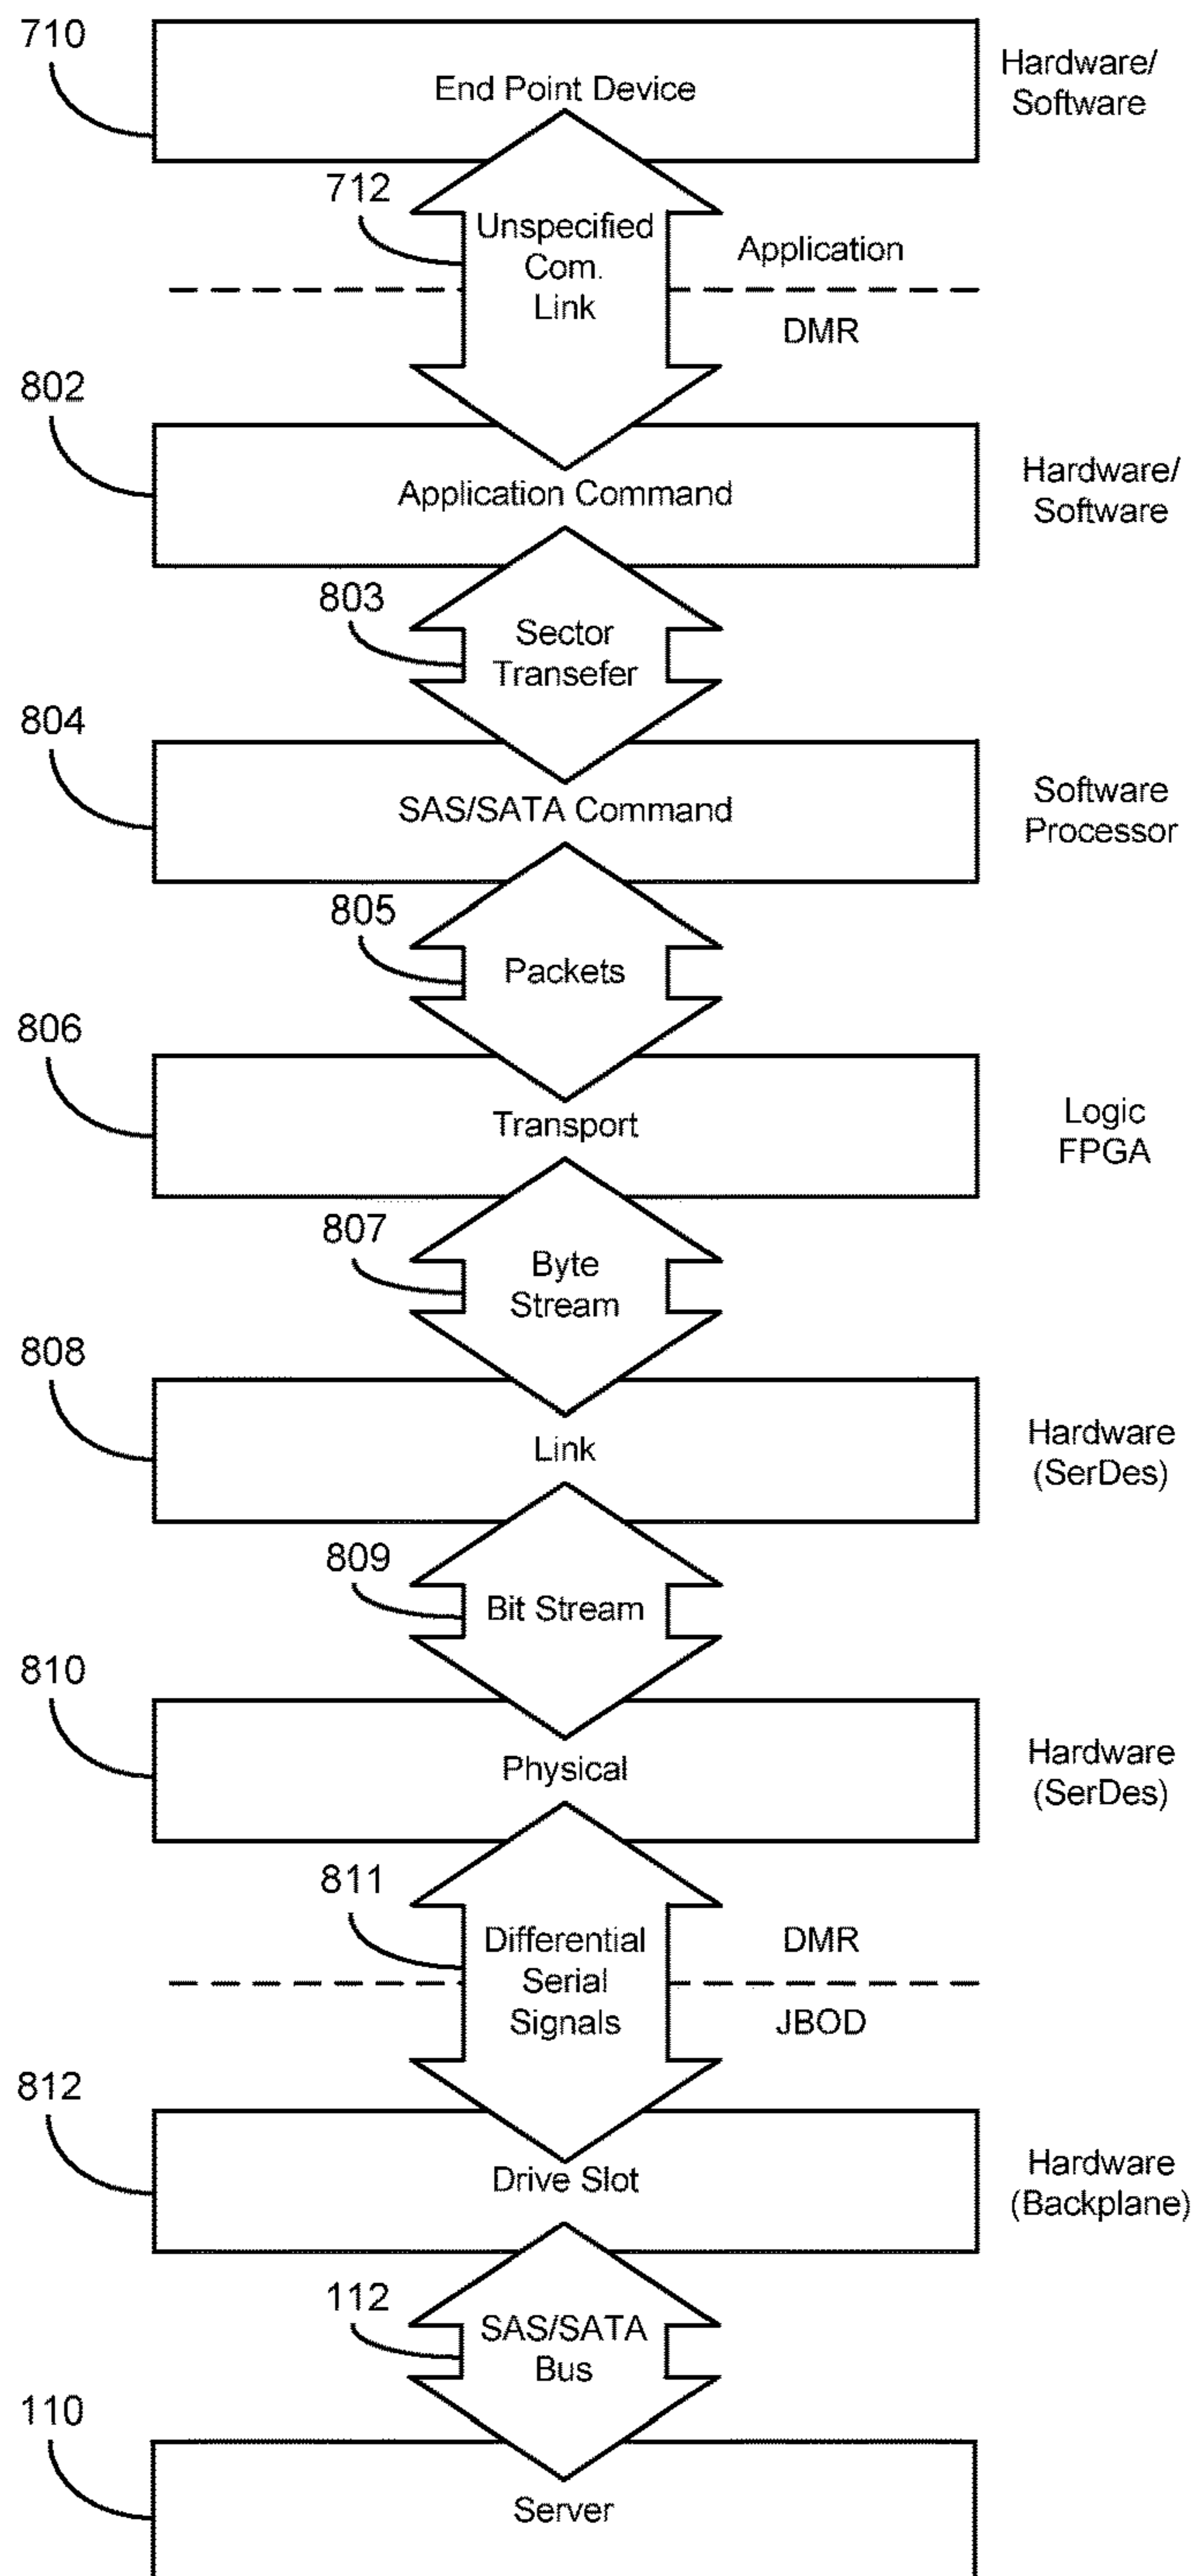 710
End Point Device
Hardware/
Software
712
Unspecified
Com.
Link
Application
DMR
802
Application Command
Hardware/
Software
803
Sector
Transefer
804
SAS/SATA Command
Software
Processor
805
Packets
806
Transport
Logic
FPGA
807
Byte
Stream
808
Link
Hardware
(SerDes)
809
Bit Stream
810
Physical
Hardware
(SerDes)
811
Differential
Serial
Signals
DMR
JBOD
812
Drive Slot
Hardware
(Backplane)
112
SAS/SATA
Bus
110
Server